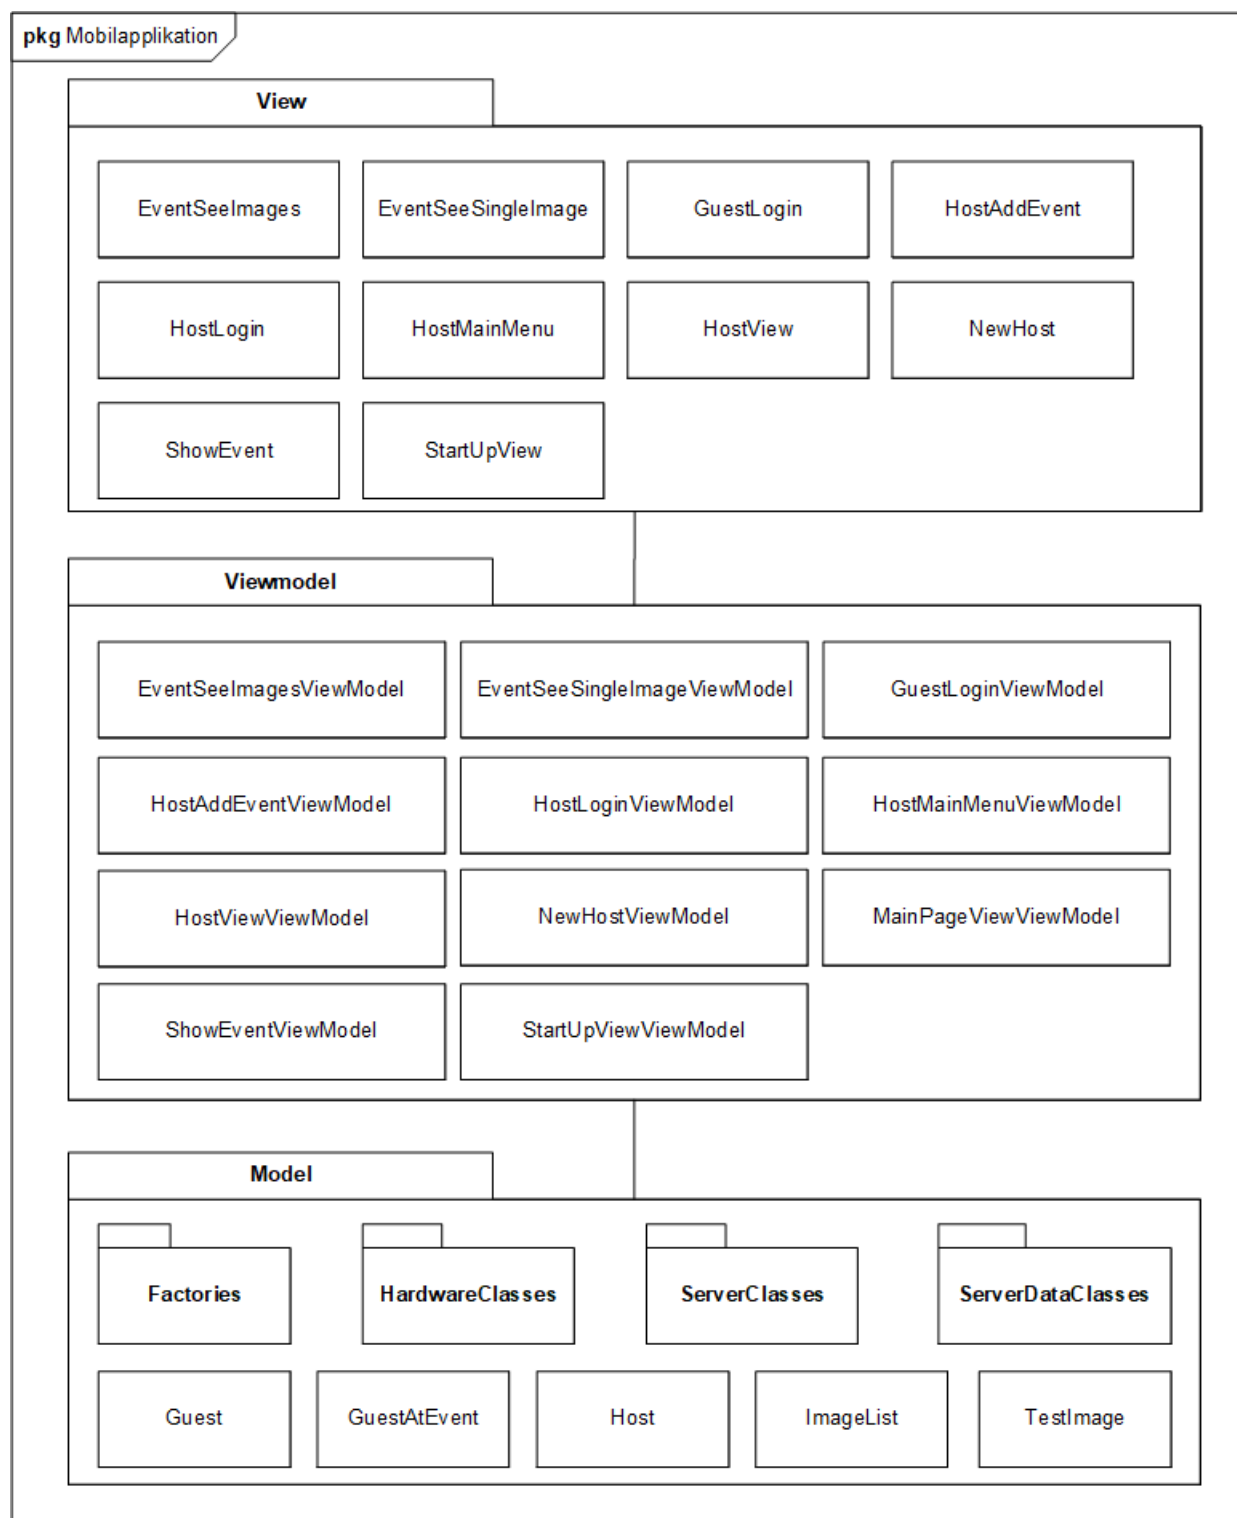 pkg Mobilapplikation
View
EventSeeImages
EventSeeSingleImage
GuestLogin
HostAddEvent
HostLogin
HostMainMenu
HostView
NewHost
ShowEvent
StartUpView
Viewmodel
EventSeeImagesViewModel
EventSeeSingleImageViewModel
GuestLoginViewModel
HostAddEventViewModel
HostLoginViewModel
HostMainMenuViewModel
HostViewViewModel
NewHostViewModel
MainPageViewViewModel
ShowEventViewModel
StartUpViewViewModel
Model
Factories
HardwareClasses
ServerClasses
ServerDataClasses
Guest
GuestAtEvent
Host
ImageList
TestImage